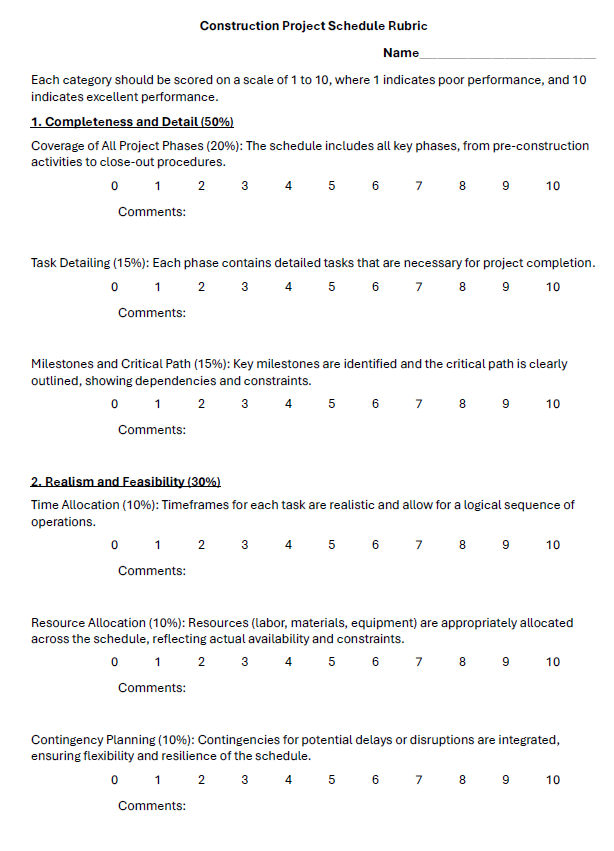 Construction Project Schedule Rubric
Name__________________________
Each category should be scored on a scale of 1 to 10, where 1 indicates poor performance, and 10
indicates excellent performance.
1. Completeness and Detail (50%)
Coverage of All Project Phases (20%): The schedule includes all key phases, from pre-construction
activities to close-out procedures.
0 1 2 3 4 5 6 7 8 9 10
Comments:
Task Detailing (15%): Each phase contains detailed tasks that are necessary for project completion.
0 1 2 3 4 5 6 7 8 9 10
Comments:
Milestones and Critical Path (15%): Key milestones are identified and the critical path is clearly
outlined, showing dependencies and constraints.
0 1 2 3 4 5 6 7 8 9 10
Comments:
2. Realism and Feasibility (30%)
Time Allocation (10%): Timeframes for each task are realistic and allow for a logical sequence of
operations.
0 1 2 3 4 5 6 7 8 9 10
Comments:
Resource Allocation (10%): Resources (labor, materials, equipment) are appropriately allocated
across the schedule, reflecting actual availability and constraints.
0 1 2 3 4 5 6 7 8 9 10
Comments:
Contingency Planning (10%): Contingencies for potential delays or disruptions are integrated,
ensuring flexibility and resilience of the schedule.
0 1 2 3 4 5 6 7 8 9 10
Comments: